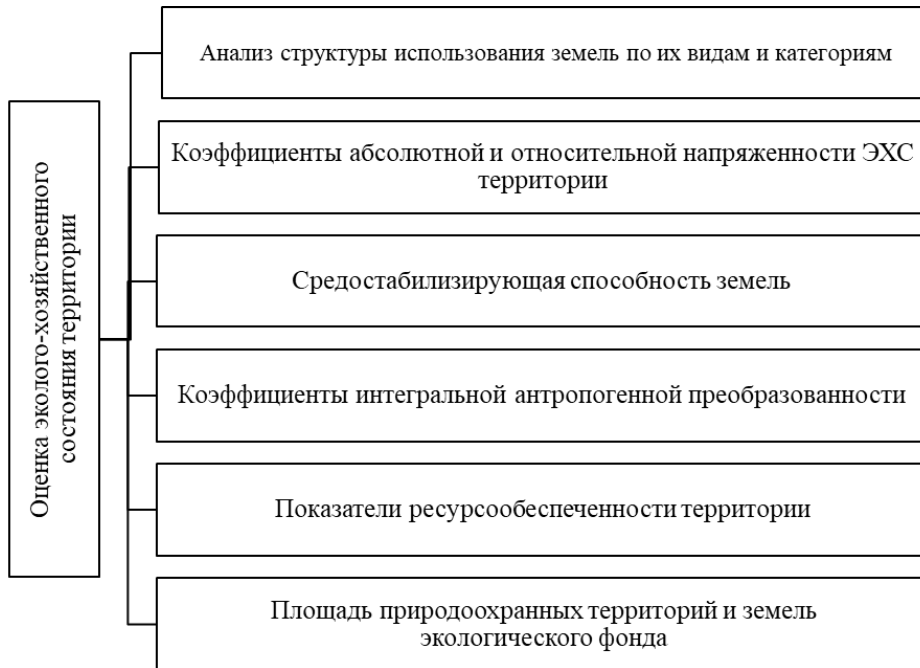 Оценка эколого-хозяйственного
состояния территории
Анализ структуры использования земель по их видам и категориям
Коэффициенты абсолютной и относительной напряженности ЭХС
территории
Средостабилизирующая способность земель
Коэффициенты интегральной антропогенной преобразованности
Показатели ресурсообеспеченности территории
Площадь природоохранных территорий и земель
экологического фонда